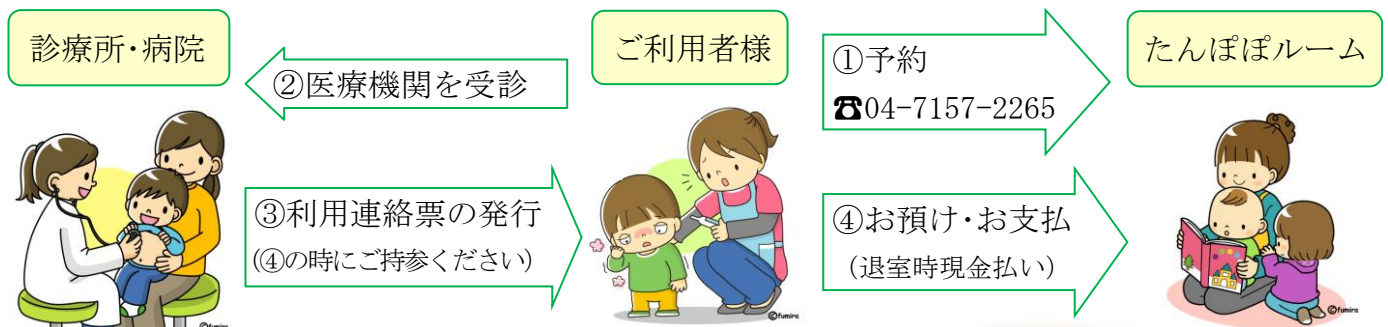 診療所・病院
ご利用者様
たんぽぽルーム
①予約
☎04-7157-2265
②医療機関を受診
③利用連絡票の発行
(④の時にご持参ください)
④お預け・お支払
(退室時現金払い)
©fumira
©fumira
©fumira